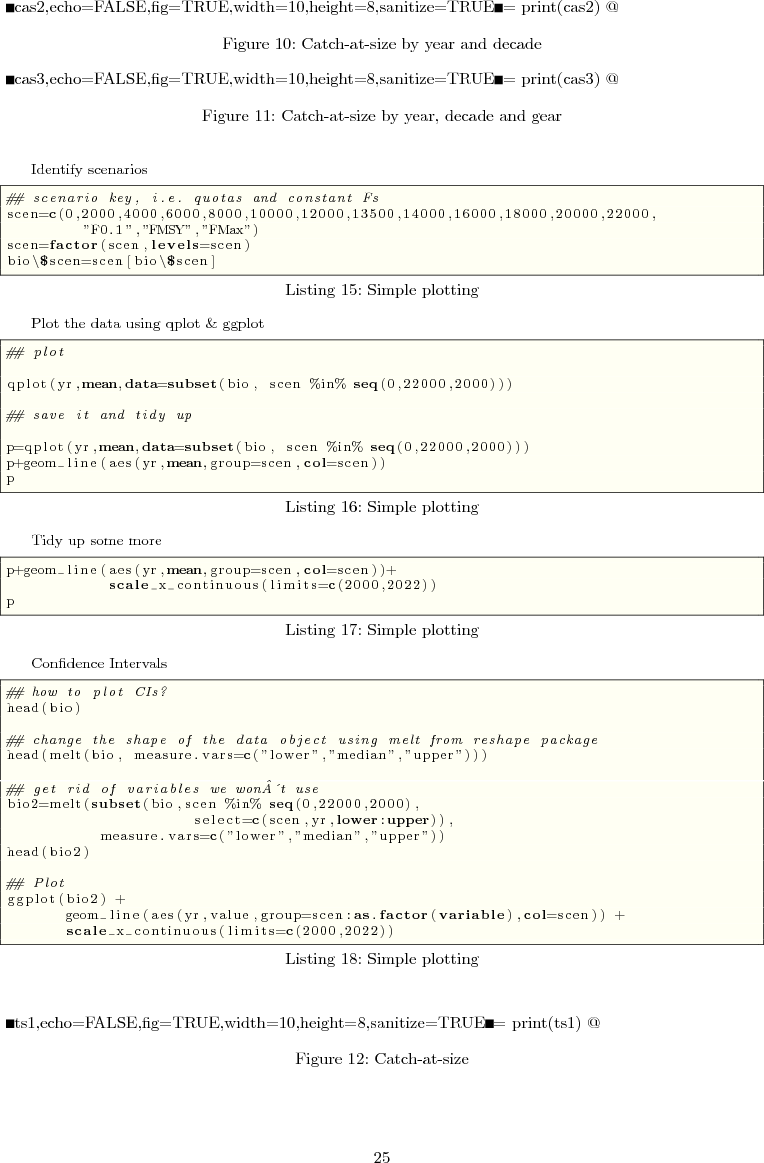 ■cas2,echo=FALSE,fig=TRUE,width=10,height=8,sanitize=TRUE■= print(cas2) @
Figure 10: Catch-at-size by year and decade
■cas3,echo=FALSE,fig=TRUE,width=10,height=8,sanitize=TRUE■= print(cas3) @
Figure 11: Catch-at-size by year, decade and gear
Identify scenarios
## scenario key, i.e. quotas and constant Fs
scen=c(0,2000,4000,6000,8000,10000,12000,13500,14000,16000,18000,20000,22000,
"F0.1","FMSY","FMax")
scen=factor(scen,levels=scen)
bio\$scen=scen[bio\$scen]
Listing 15: Simple plotting
Plot the data using qplot & ggplot
## plot
qplot(yr,mean,data=subset(bio, scen %in% seq(0,22000,2000)))
## save it and tidy up
p=qplot(yr,mean,data=subset(bio, scen %in% seq(0,22000,2000)))
p+geom_line(aes(yr,mean,group=scen,col=scen))
p
Listing 16: Simple plotting
Tidy up some more
p+geom_line(aes(yr,mean,group=scen,col=scen))+
scale_x_continuous(limits=c(2000,2022))
p
Listing 17: Simple plotting
Confidence Intervals
## how to plot CIs?
head(bio)
## change the shape of the data object using melt from reshape package
head(melt(bio, measure.vars=c("lower","median","upper")))
## get rid of variables we wonÂ´t use
bio2=melt(subset(bio,scen %in% seq(0,22000,2000),
select=c(scen,yr,lower:upper)),
measure.vars=c("lower","median","upper"))
head(bio2)
## Plot
ggplot(bio2) +
geom_line(aes(yr,value,group=scen:as.factor(variable),col=scen)) +
scale_x_continuous(limits=c(2000,2022))
Listing 18: Simple plotting
■ts1,echo=FALSE,fig=TRUE,width=10,height=8,sanitize=TRUE■= print(ts1) @
Figure 12: Catch-at-size
25